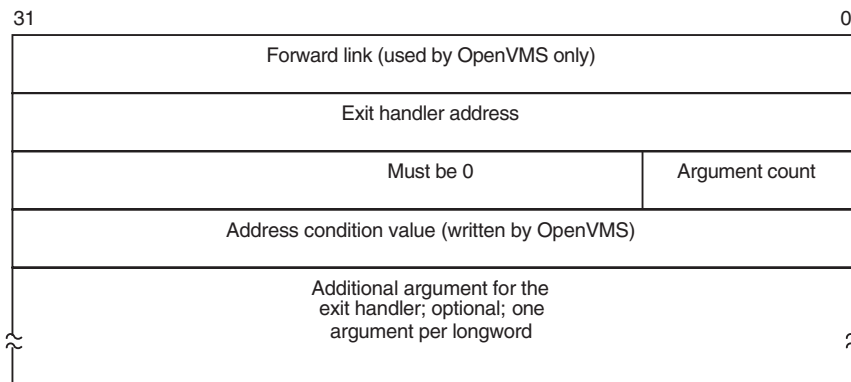 31 0
Forward link (used by OpenVMS only)
Exit handler address
Must be 0 Argument count
Address condition value (written by OpenVMS)
Additional argument for the
exit handler; optional; one
argument per longword